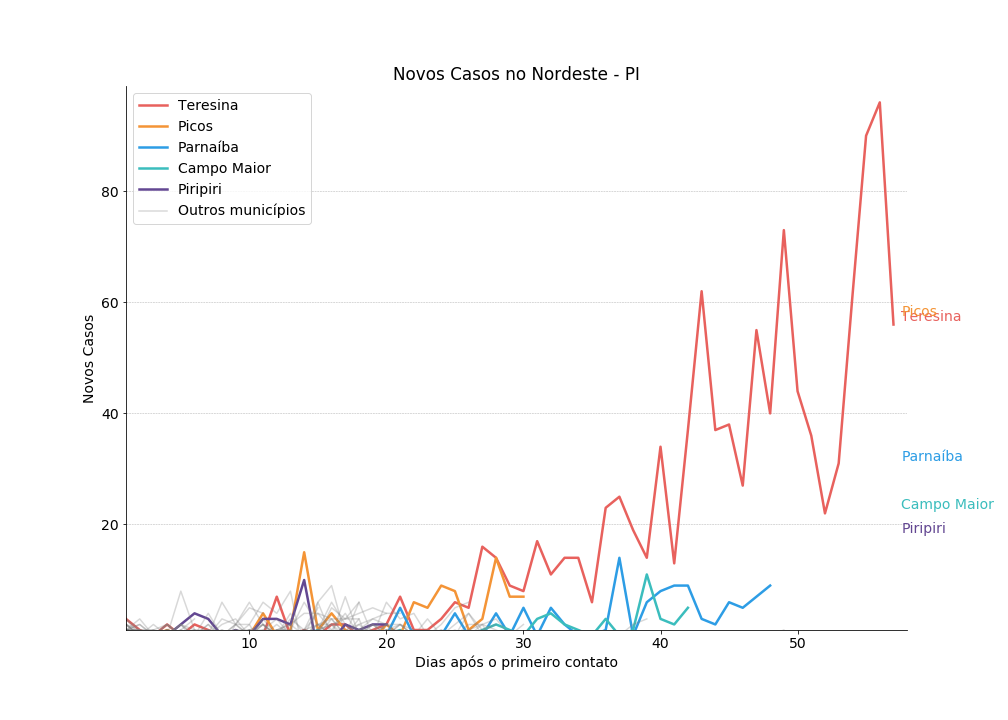 Novos Casos no Nordeste - PI
Teresina
Picos
Parnaíba
Campo Maior
Piripiri
Outros municípios
80
60
40
20
Novos Casos
10
20
30
40
50
Dias após o primeiro contato
Picos
Teresina
Parnaíba
Campo Maior
Piripiri